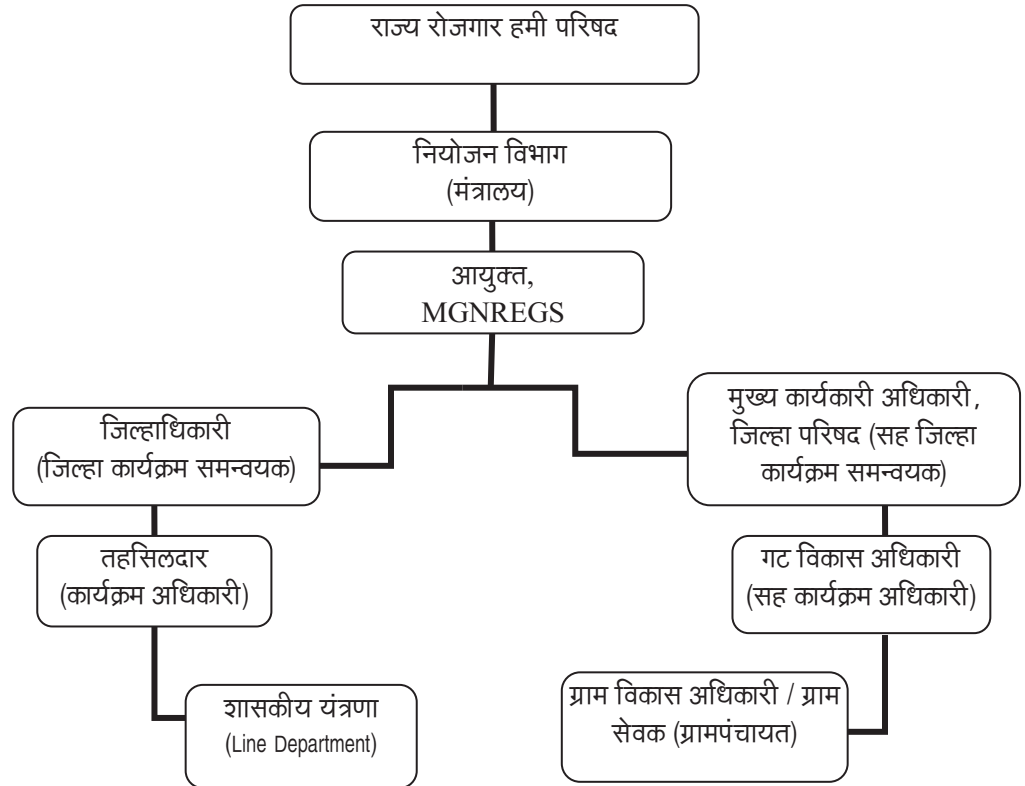 राज्य रोजगार हमी परिषद
नियोजन विभाग
(मंत्रालय)
आयुक्त,
MGNREGS
जिल्हाधिकारी
(जिल्हा कार्यक्रम समन्वयक)
मुख्य कार्यकारी अधिकारी,
जिल्हा परिषद (सह जिल्हा
कार्यक्रम समन्वयक)
तहसिलदार
(कार्यक्रम अधिकारी)
गट विकास अधिकारी
(सह कार्यक्रम अधिकारी)
शासकीय यंत्रणा
(Line Department)
ग्राम विकास अधिकारी / ग्राम
सेवक (ग्रामपंचायत)